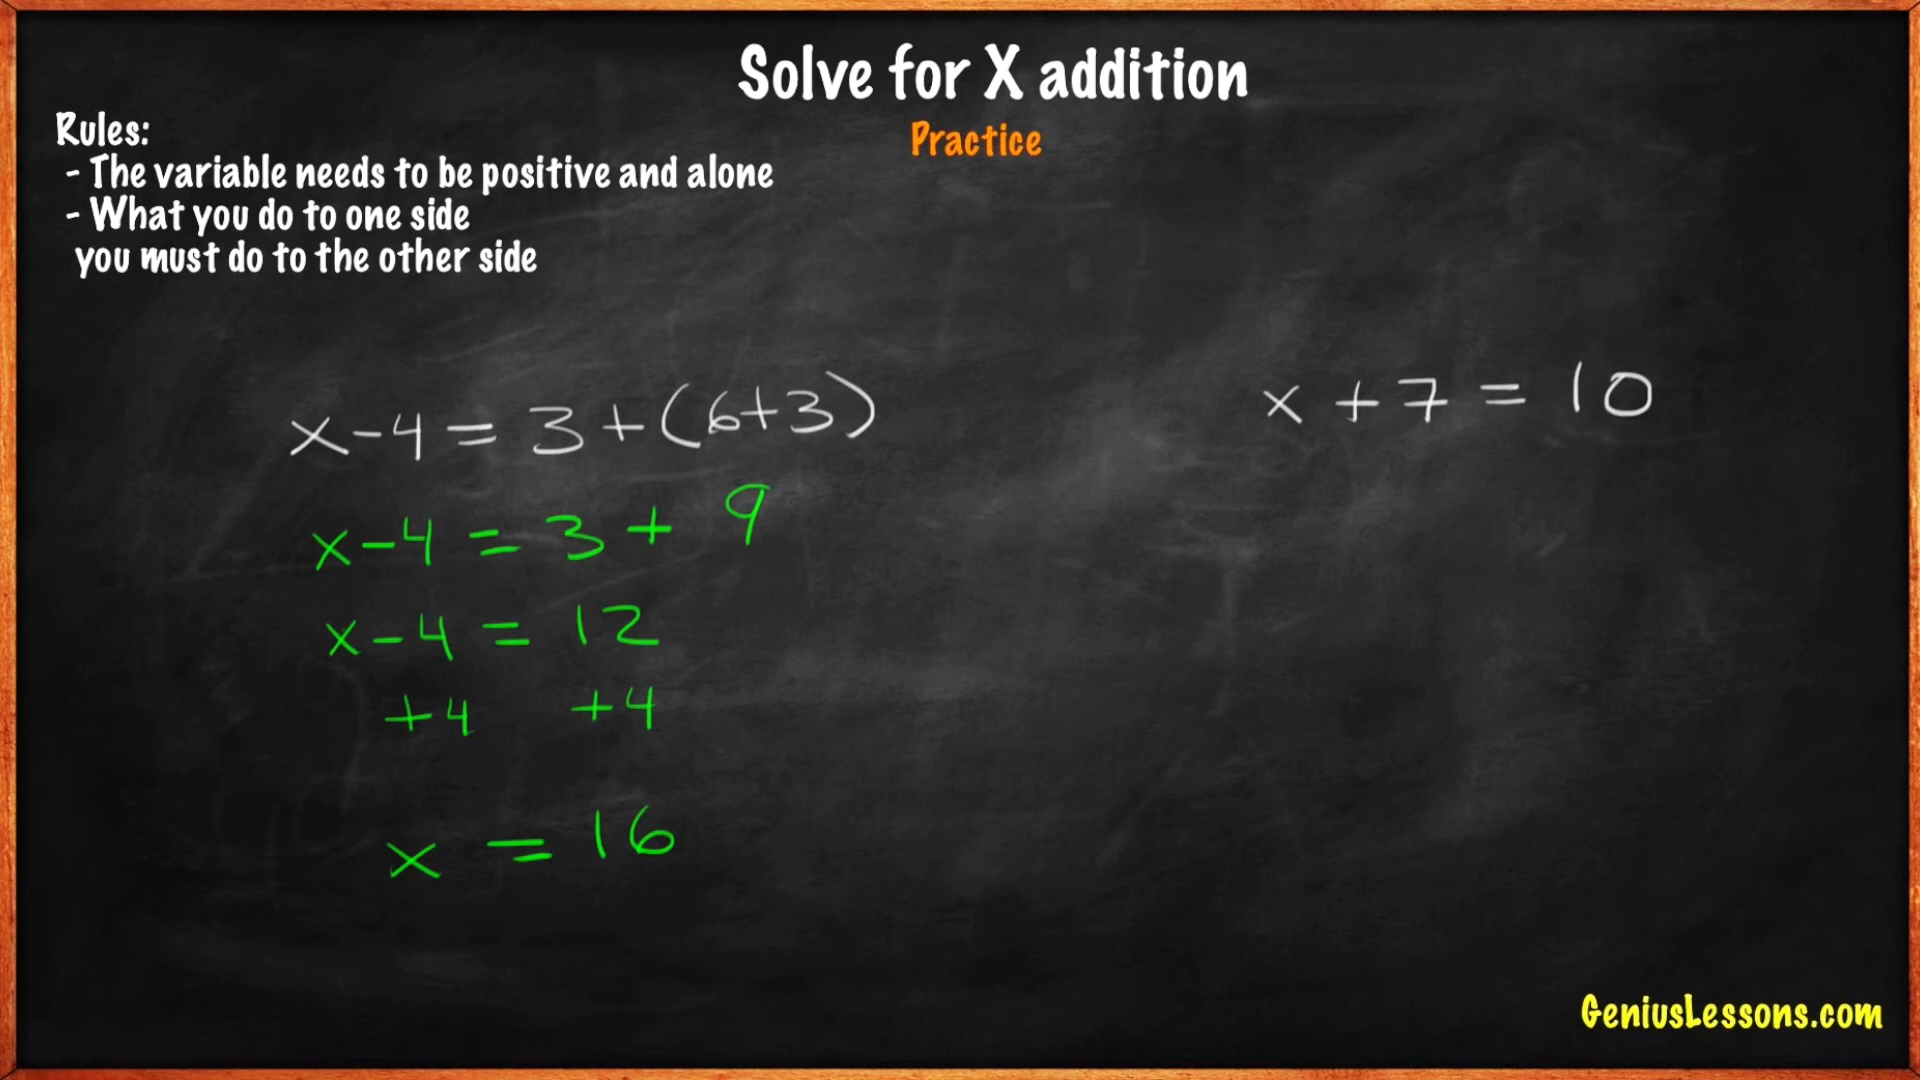 Solve for X addition
Practice
Rules:
- The variable needs to be positive and alone
- What you do to one side
you must do to the other side
x-4=3+(6+3)
x-4=3+9
x-4=12
+4 +4
x=16
x+7=10
GeniusLessons.com